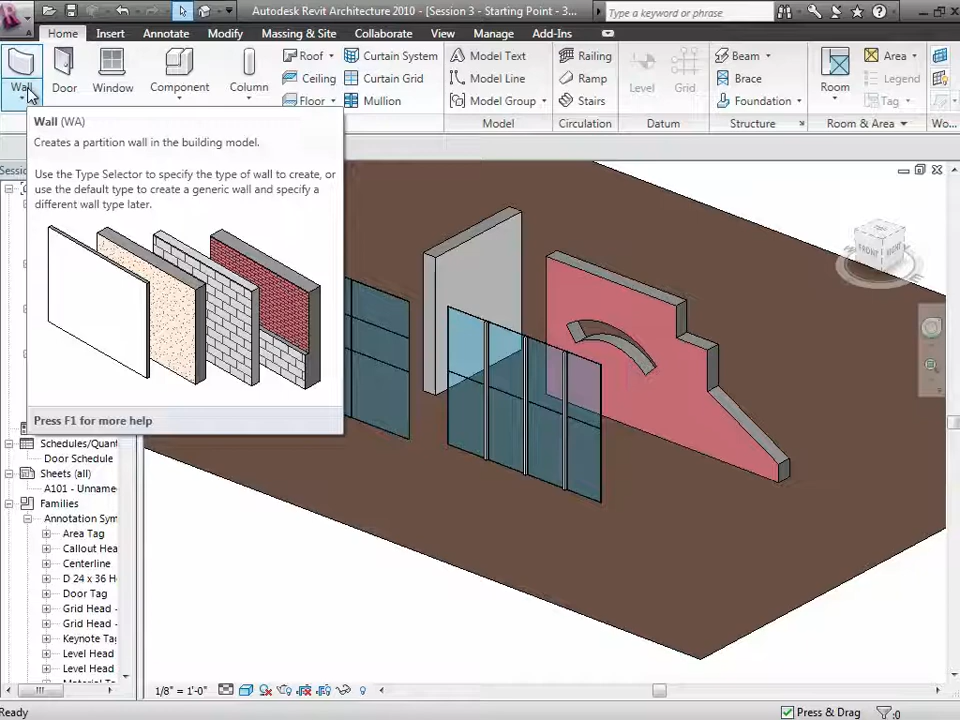 Autodesk Revit Architecture 2010 - [Session 3 - Starting Point - 3...
Type a keyword or phrase
Home Insert Annotate Modify Massing & Site Collaborate View Manage Add-Ins
Wall Door Window Component Column
Roof Ceiling Floor
Curtain System Curtain Grid Mullion
Model Text Model Line Model Group
Railing Ramp Stairs
Level Grid
Beam Brace Foundation
Room
Area Legend Tag
Model Circulation Datum Structure Room & Area Wo...
Wall (WA)
Creates a partition wall in the building model.
Use the Type Selector to specify the type of wall to create, or
use the default type to create a generic wall and specify a
different wall type later.
Press F1 for more help
FRONT
Schedules/Quant
Door Schedule
Sheets (all)
A101 - Unname
Families
Annotation Sym
Area Tag
Callout Hea
Centerline
D 24 x 36 H
Door Tag
Grid Head -
Grid Head -
Keynote Tag
Level Head
Level Head
1/8" = 1'-0"
Ready
Press & Drag
:0